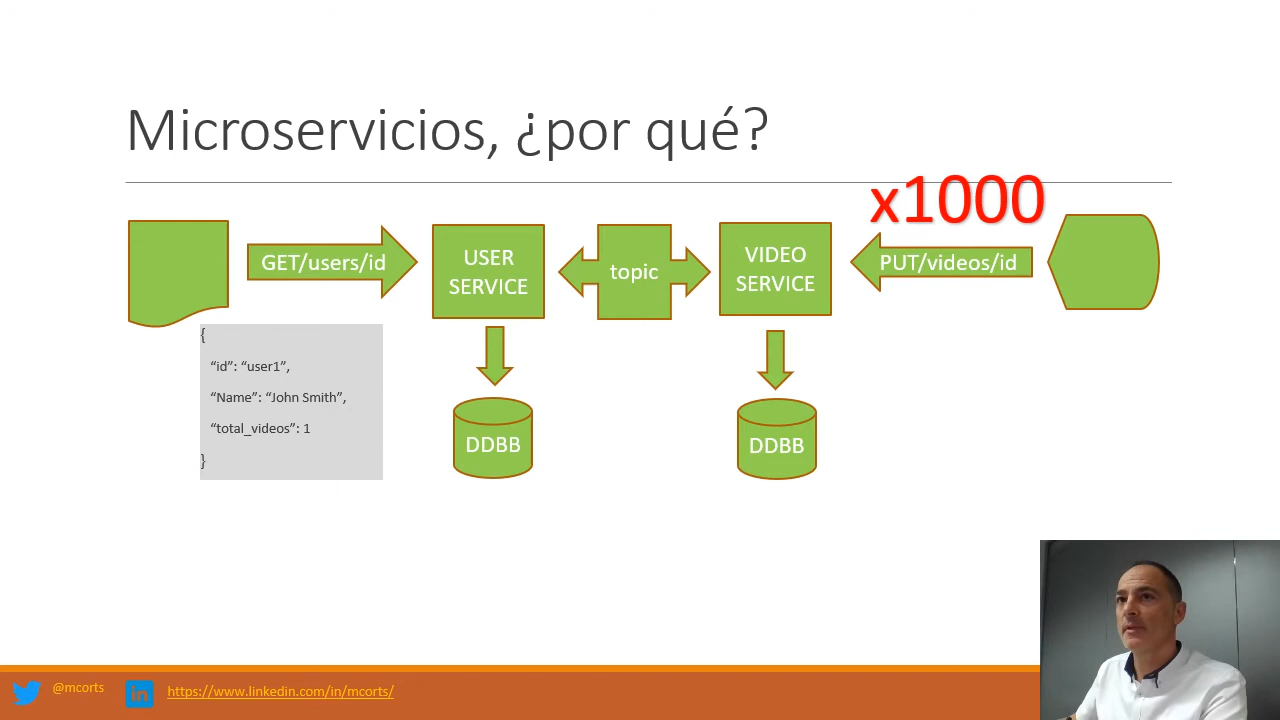 Microservicios, ¿por qué?
x1000
GET/users/id
USER
SERVICE
topic
VIDEO
SERVICE
PUT/videos/id
{
“id”: “user1”,
“Name”: “John Smith”,
“total_videos”: 1
}
DDBB
DDBB
@mcorts
in
https://www.linkedin.com/in/mcorts/